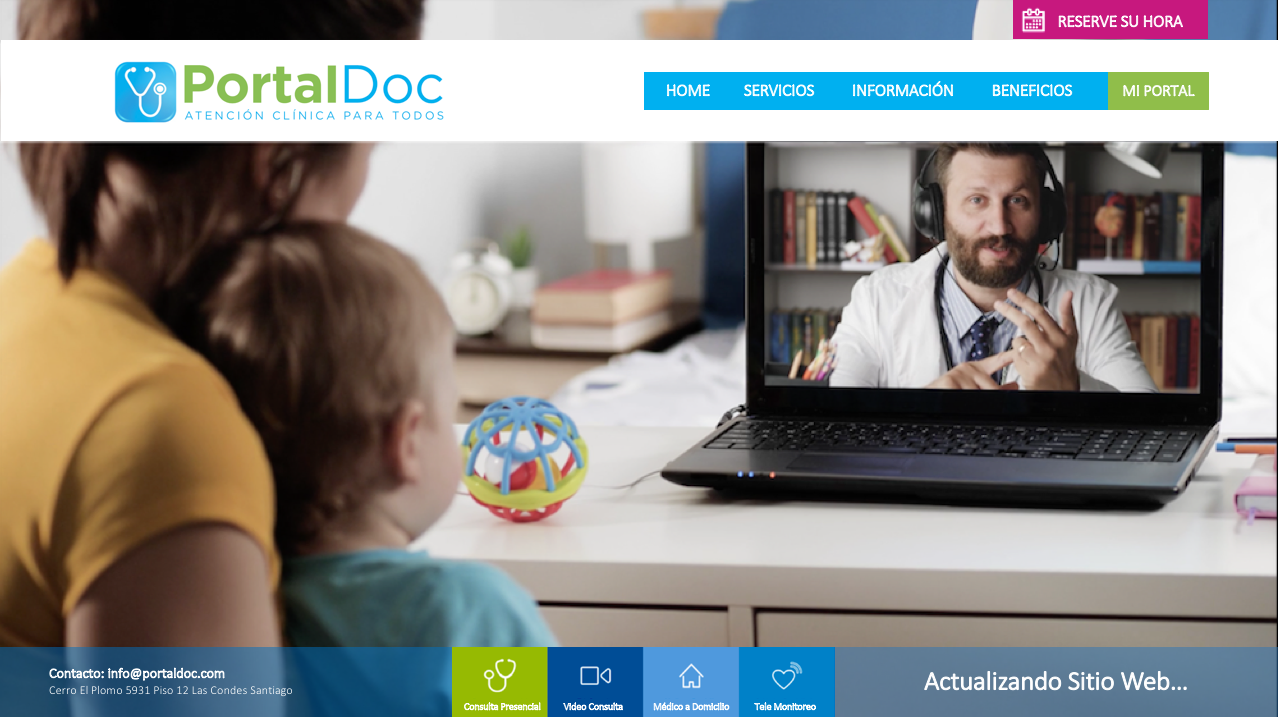 RESERVE SU HORA
PortalDoc
ATENCIÓN CLÍNICA PARA TODOS
HOME SERVICIOS INFORMACIÓN BENEFICIOS MI PORTAL
Contacto: info@portaldoc.com
Cerro El Plomo 5931 Piso 12 Las Condes Santiago
Consulta Presencial Video Consulta Médico a Domicilio Tele Monitoreo
Actualizando Sitio Web...